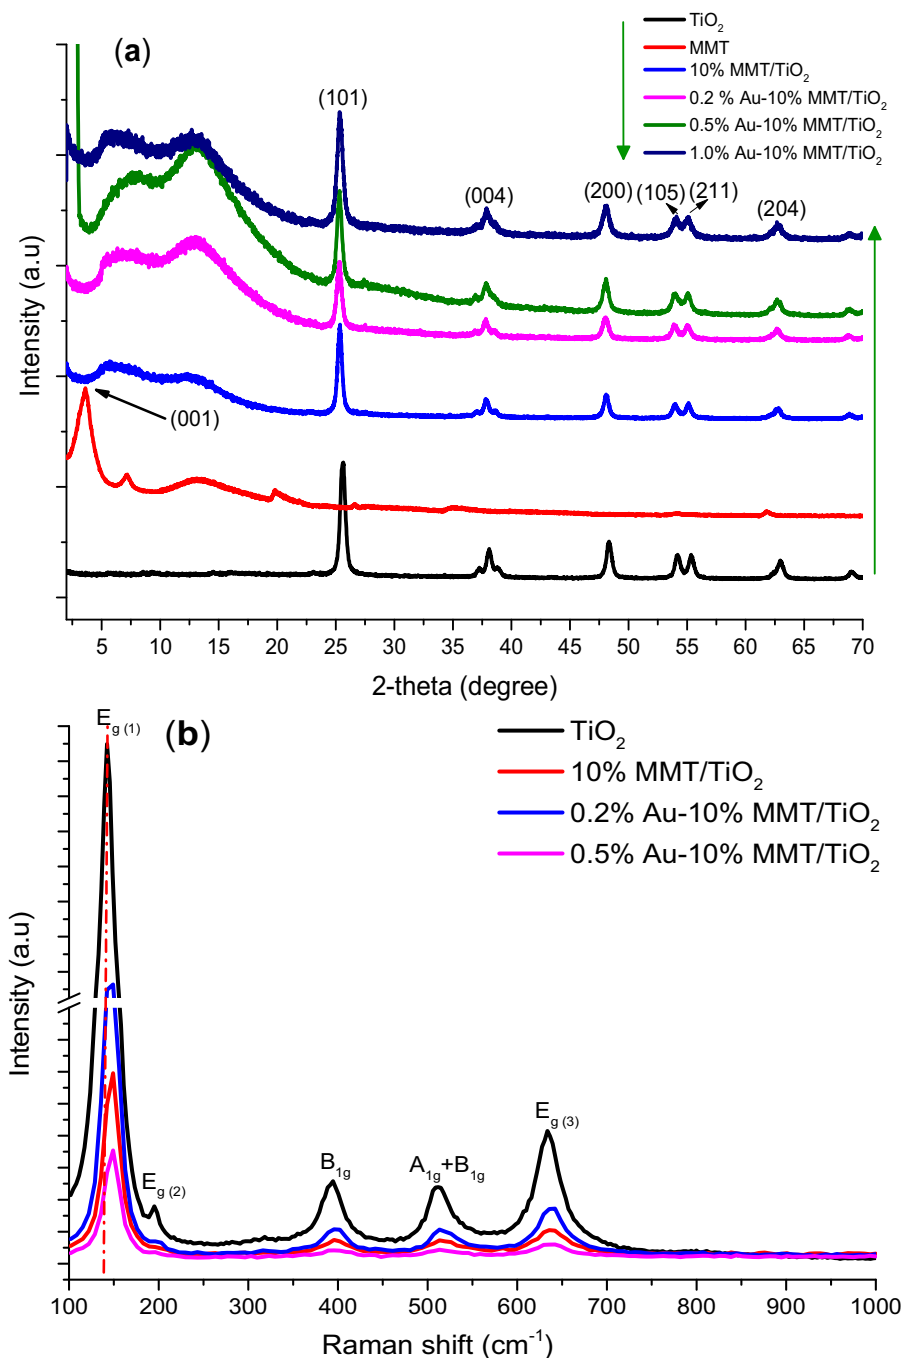 (a)
TiO2
MMT
10% MMT/TiO2
0.2 % Au-10% MMT/TiO2
0.5% Au-10% MMT/TiO2
1.0% Au-10% MMT/TiO2
(101)
(004)
(200)
(105)
(211)
(204)
(001)
Intensity (a.u)
5 10 15 20 25 30 35 40 45 50 55 60 65 70
2-theta (degree)
(b)
Eg (1)
TiO2
10% MMT/TiO2
0.2% Au-10% MMT/TiO2
0.5% Au-10% MMT/TiO2
Eg (2)
B1g
A1g+B1g
Eg (3)
Intensity (a.u)
100 200 300 400 500 600 700 800 900 1000
Raman shift (cm-1)